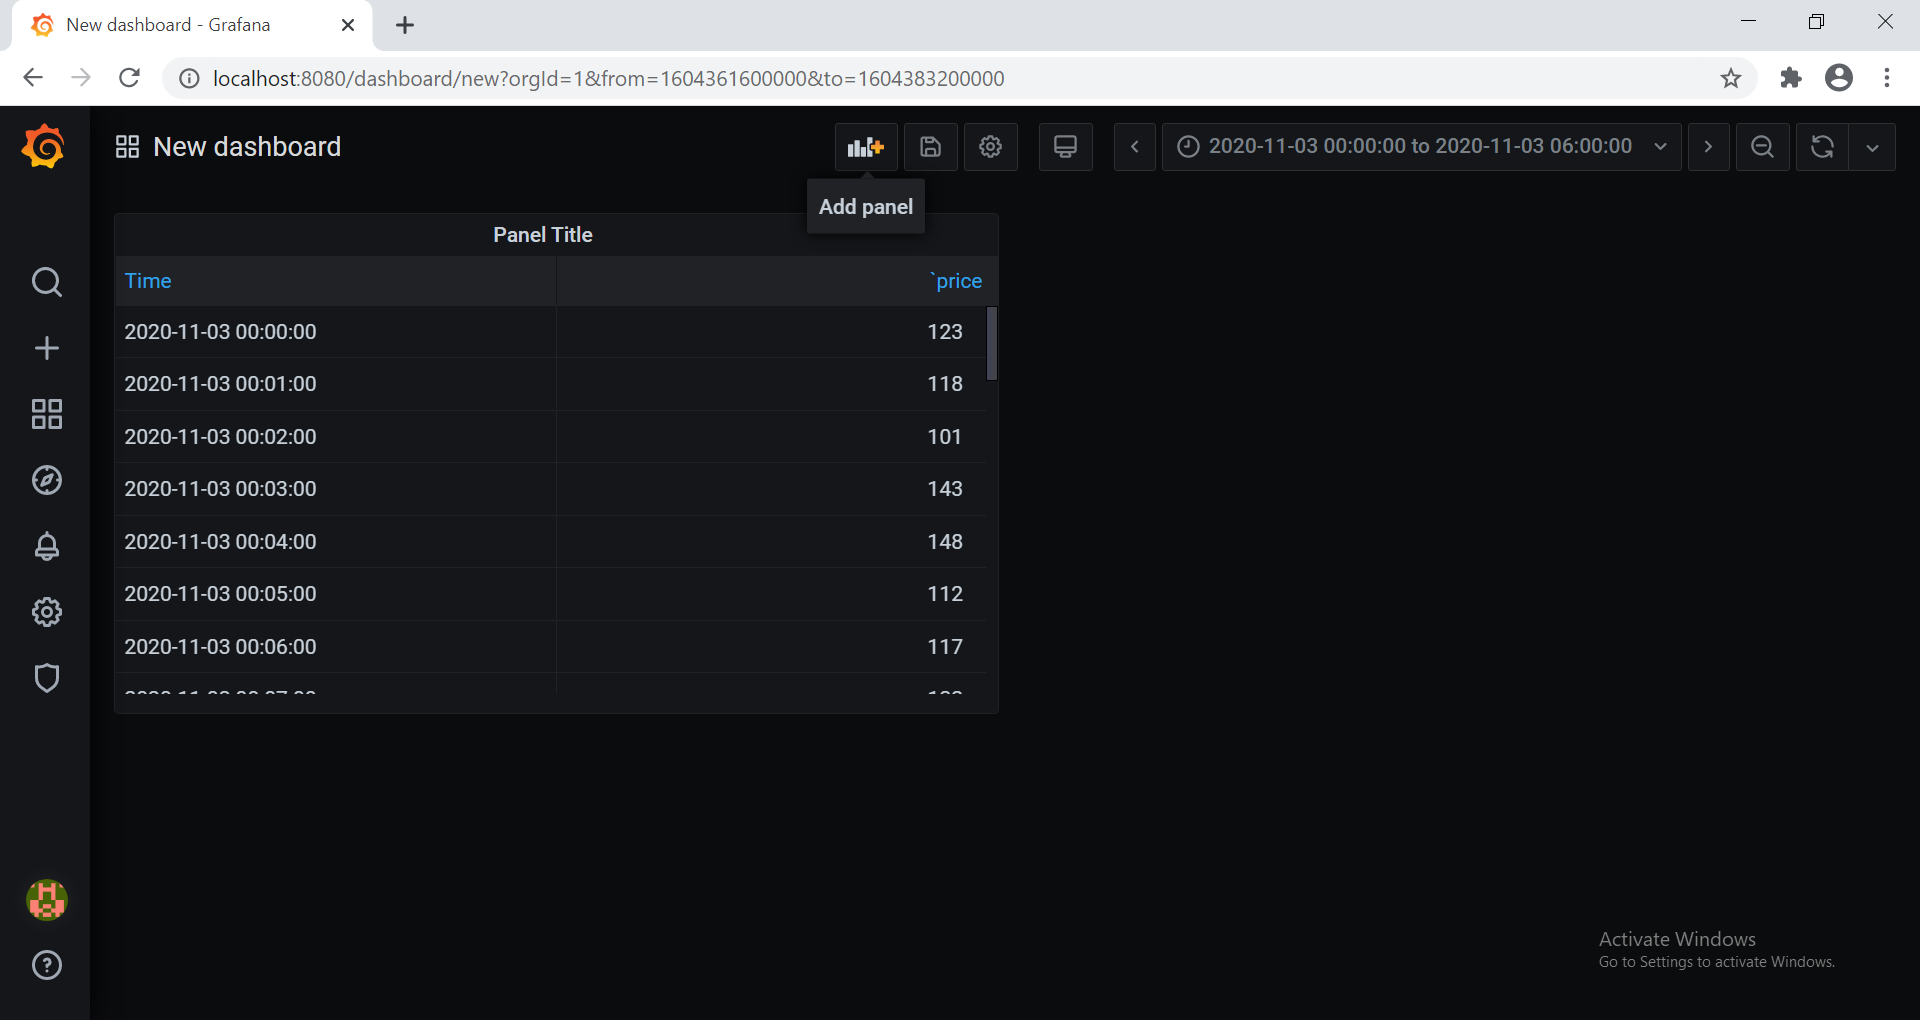 New dashboard - Grafana
localhost:8080/dashboard/new?orgId=1&from=1604361600000&to=1604383200000
New dashboard
2020-11-03 00:00:00 to 2020-11-03 06:00:00
Add panel
Panel Title
Time `price
2020-11-03 00:00:00 123
2020-11-03 00:01:00 118
2020-11-03 00:02:00 101
2020-11-03 00:03:00 143
2020-11-03 00:04:00 148
2020-11-03 00:05:00 112
2020-11-03 00:06:00 117
Activate Windows
Go to Settings to activate Windows.